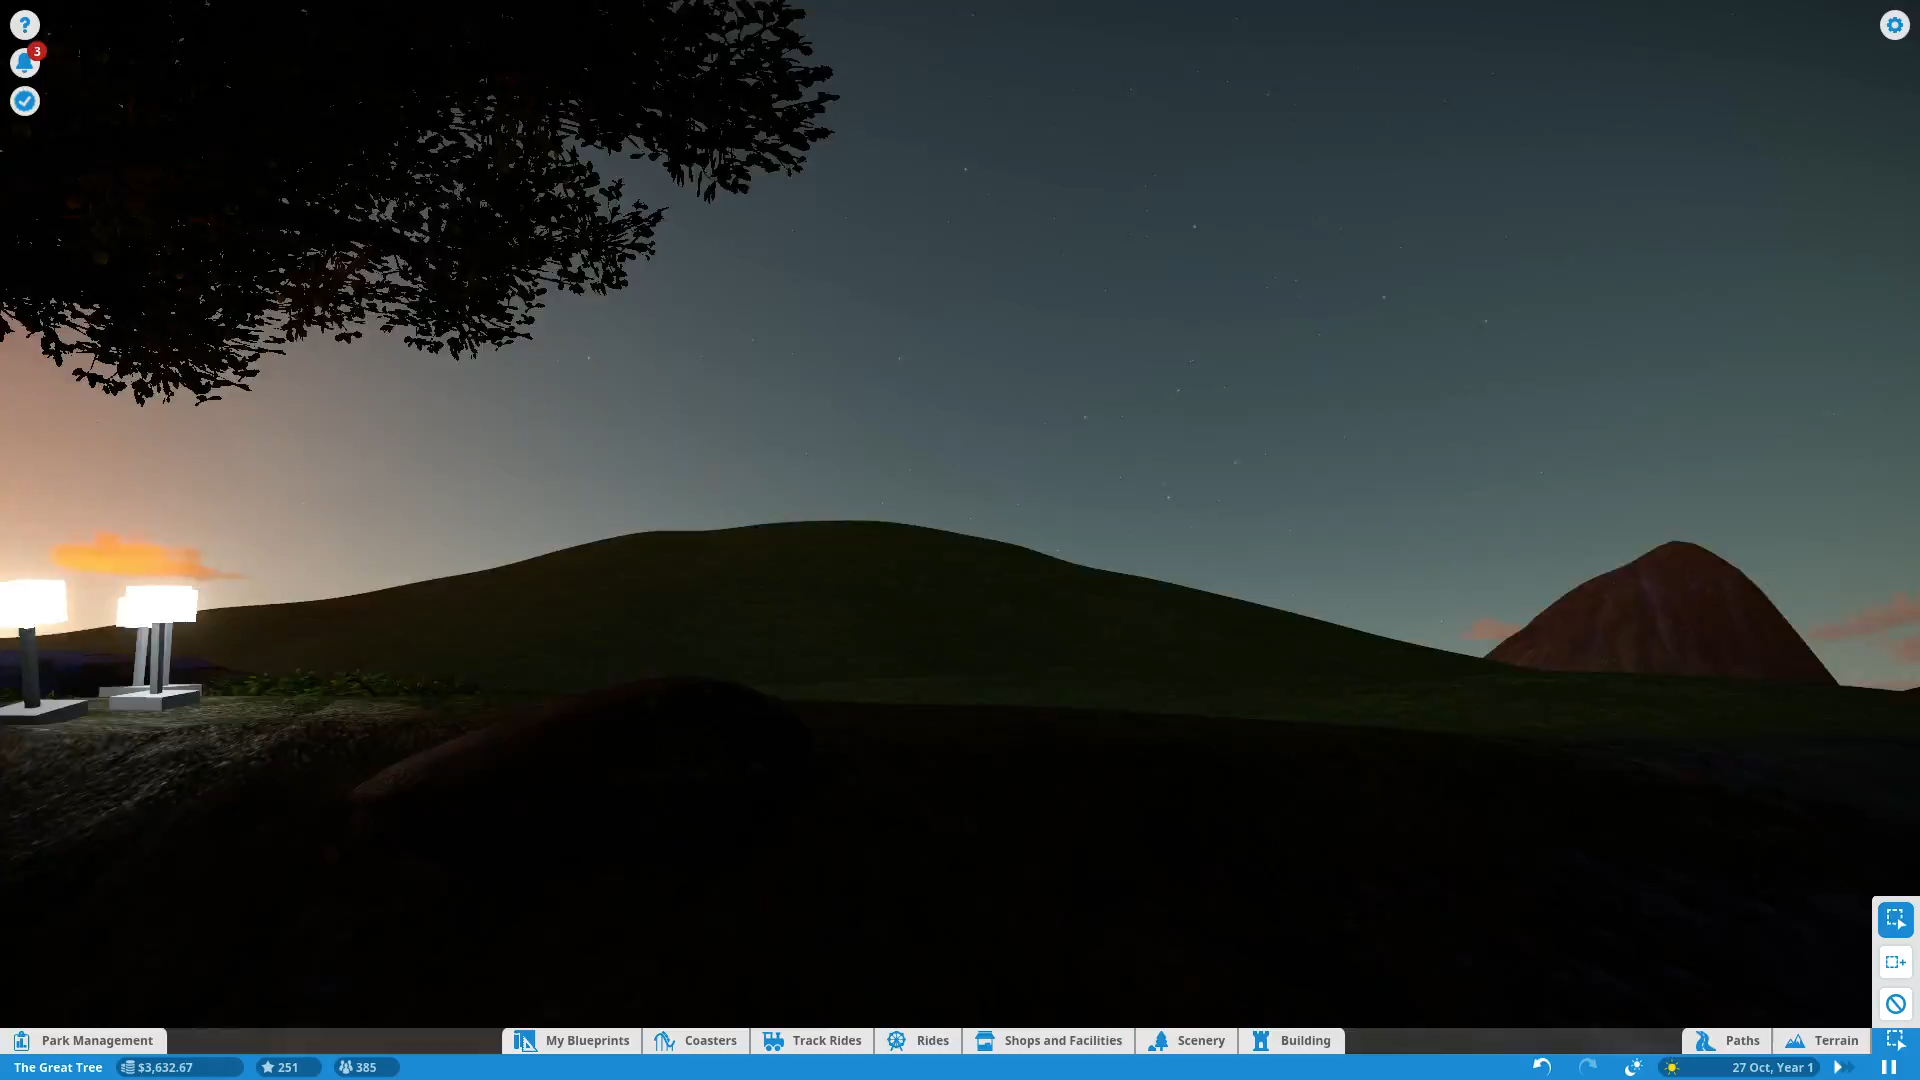 ?
3
Park Management
My Blueprints
Coasters
Track Rides
Rides
Shops and Facilities
Scenery
Building
Paths
Terrain
The Great Tree
$3,632.67
251
385
27 Oct, Year 1